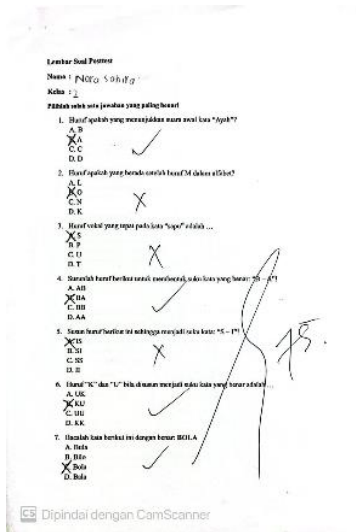 Lembar Soal Posttest
Nama : Nora Sahira
Kelas : 1
Pilihlah salah satu jawaban yang paling benar!
1. Huruf apakah yang menunjukkan suara awal kata "Ayah"?
A. B
B. A
C. C
D. D
2. Huruf apakah yang berada setelah huruf M dalam alfabet?
A. L
B. O
C. N
D. K
3. Huruf vokal yang tepat pada kata "sapu" adalah ...
A. S
B. P
C. U
D. T
4. Susunlah huruf berikut untuk membentuk suku kata yang benar: "B – A"!
A. AB
B. BA
C. BB
D. AA
5. Susun huruf berikut ini sehingga menjadi suku kata: "S – I"!
A. IS
B. SI
C. SS
D. II
6. Huruf "K" dan "U" bila disusun menjadi suku kata yang benar adalah ...
A. UK
B. KU
C. UU
D. KK
7. Bacalah kata berikut ini dengan benar: BOLA
A. Bula
B. Bilo
C. Bola
D. Bala
75.
CS Dipindai dengan CamScanner